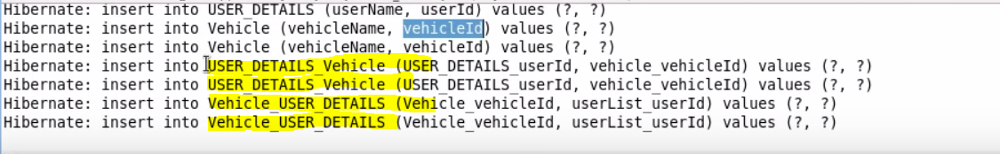 Hibernate: insert into USER_DETAILS (userName, userId) values (?, ?)
Hibernate: insert into Vehicle (vehicleName, vehicleId) values (?, ?)
Hibernate: insert into Vehicle (vehicleName, vehicleId) values (?, ?)
Hibernate: insert into USER_DETAILS_Vehicle (USER_DETAILS_userId, vehicle_vehicleId) values (?, ?)
Hibernate: insert into USER_DETAILS_Vehicle (USER_DETAILS_userId, vehicle_vehicleId) values (?, ?)
Hibernate: insert into Vehicle_USER_DETAILS (Vehicle_vehicleId, userList_userId) values (?, ?)
Hibernate: insert into Vehicle_USER_DETAILS (Vehicle_vehicleId, userList_userId) values (?, ?)